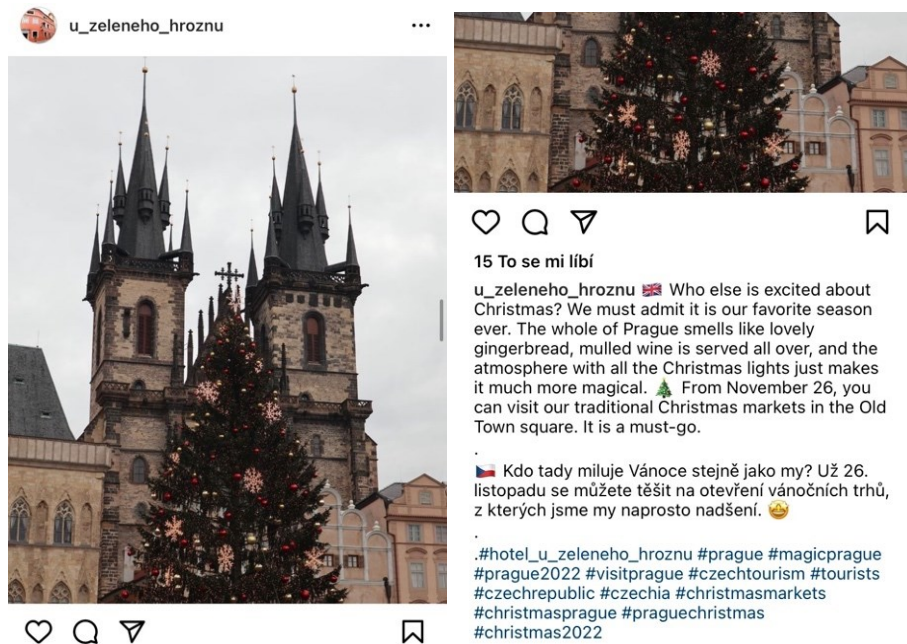 u_zeleneho_hroznu
15 To se mi líbí
u_zeleneho_hroznu 🇬🇧 Who else is excited about
Christmas? We must admit it is our favorite season
ever. The whole of Prague smells like lovely
gingerbread, mulled wine is served all over, and the
atmosphere with all the Christmas lights just makes
it much more magical. 🎄 From November 26, you
can visit our traditional Christmas markets in the Old
Town square. It is a must-go.
.
🇨🇿 Kdo tady miluje Vánoce stejně jako my? Už 26.
listopadu se můžete těšit na otevření vánočních trhů,
z kterých jsme my naprosto nadšení. 🤩
.
.#hotel_u_zeleneho_hroznu #prague #magicprague
#prague2022 #visitprague #czechtourism #tourists
#czechrepublic #czechia #christmasmarkets
#christmasprague #praguechristmas
#christmas2022